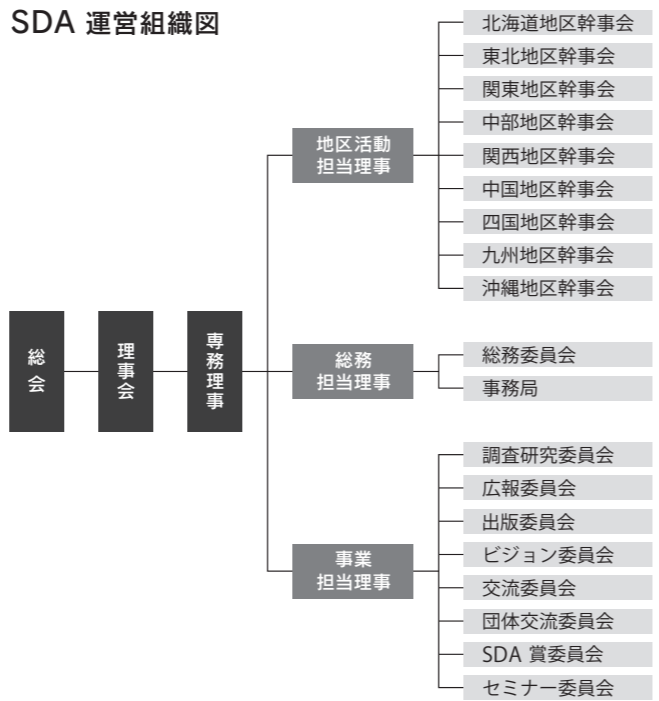 SDA 運営組織図
総会
理事会
専務理事
地区活動
担当理事
北海道地区幹事会
東北地区幹事会
関東地区幹事会
中部地区幹事会
関西地区幹事会
中国地区幹事会
四国地区幹事会
九州地区幹事会
沖縄地区幹事会
総務
担当理事
総務委員会
事務局
事業
担当理事
調査研究委員会
広報委員会
出版委員会
ビジョン委員会
交流委員会
団体交流委員会
SDA 賞委員会
セミナー委員会